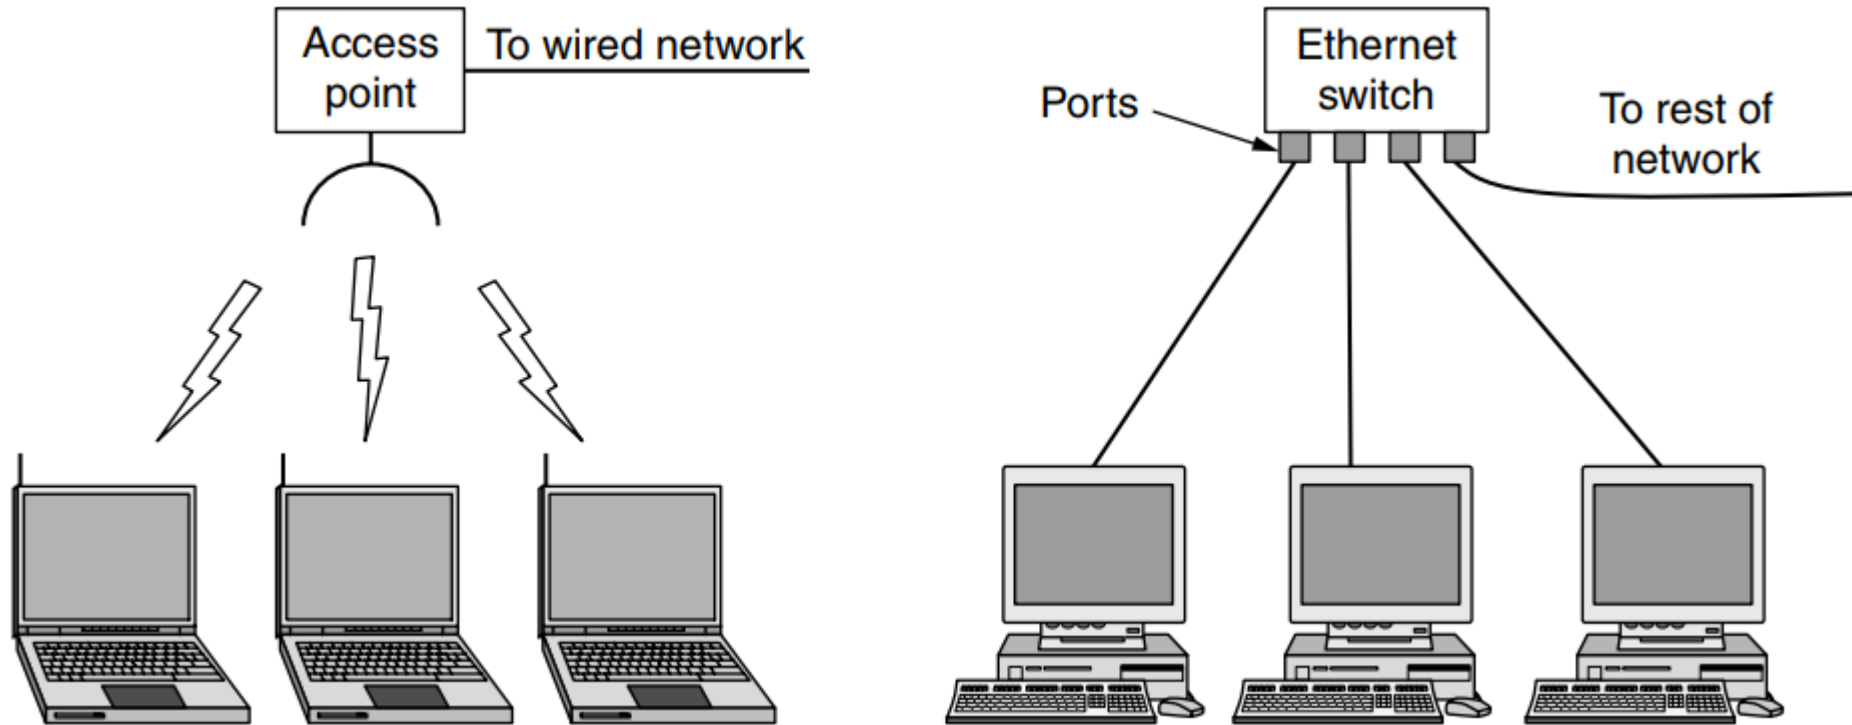 Access
point
To wired network
Ethernet
switch
Ports
To rest of
network